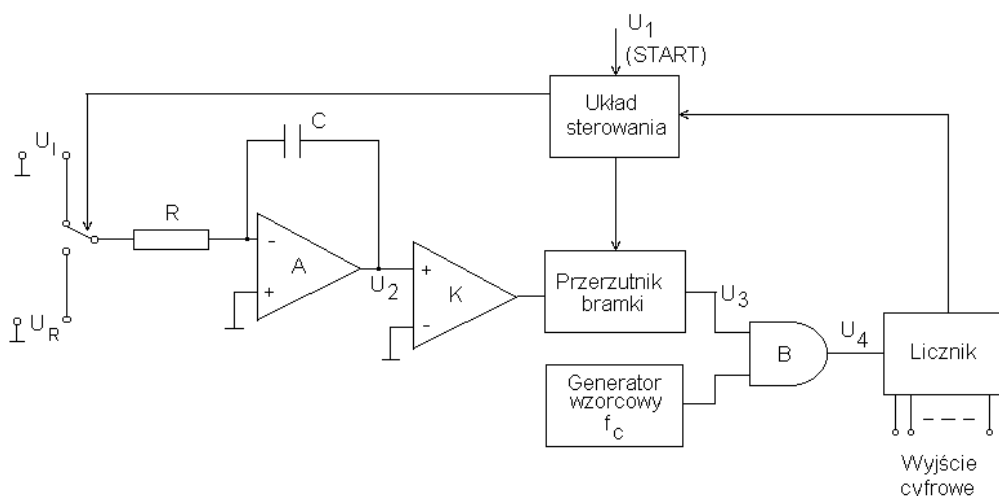 U1
(START)
Układ
sterowania
C
UI
R
-
A
+
U2
+
K
-
Przerzutnik
bramki
U3
B
U4
Licznik
UR
Generator
wzorcowy
fc
Wyjście
cyfrowe